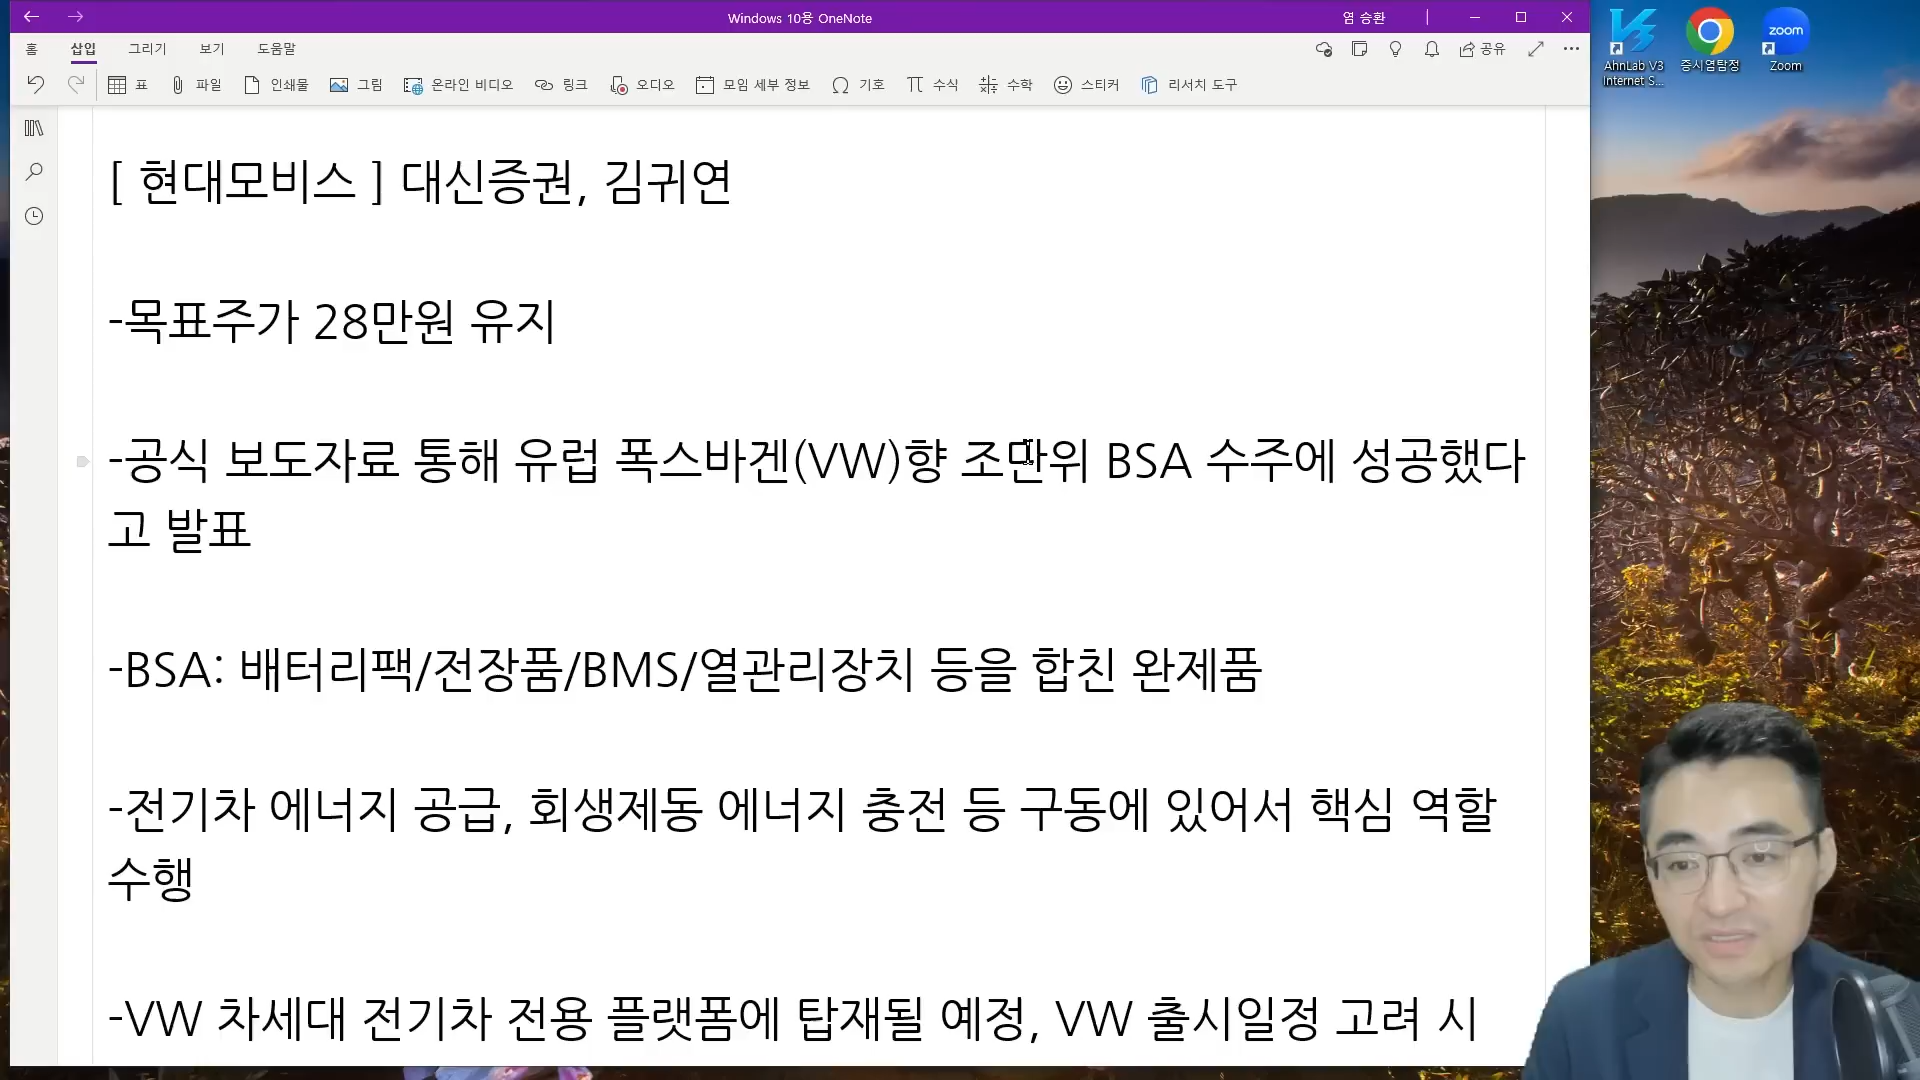 Windows 10용 OneNote
염 승환
홈 삽입 그리기 보기 도움말
공유
표 파일 인쇄물 그림 온라인 비디오 링크 오디오 모임 세부 정보 기호 수식 수학 스티커 리서치 도구
AhnLab V3
Internet S...
증시염탐정
zoom
Zoom
[ 현대모비스 ] 대신증권, 김귀연
-목표주가 28만원 유지
-공식 보도자료 통해 유럽 폭스바겐(VW)향 조단위 BSA 수주에 성공했다
고 발표
-BSA: 배터리팩/전장품/BMS/열관리장치 등을 합친 완제품
-전기차 에너지 공급, 회생제동 에너지 충전 등 구동에 있어서 핵심 역할
수행
-VW 차세대 전기차 전용 플랫폼에 탑재될 예정, VW 출시일정 고려 시